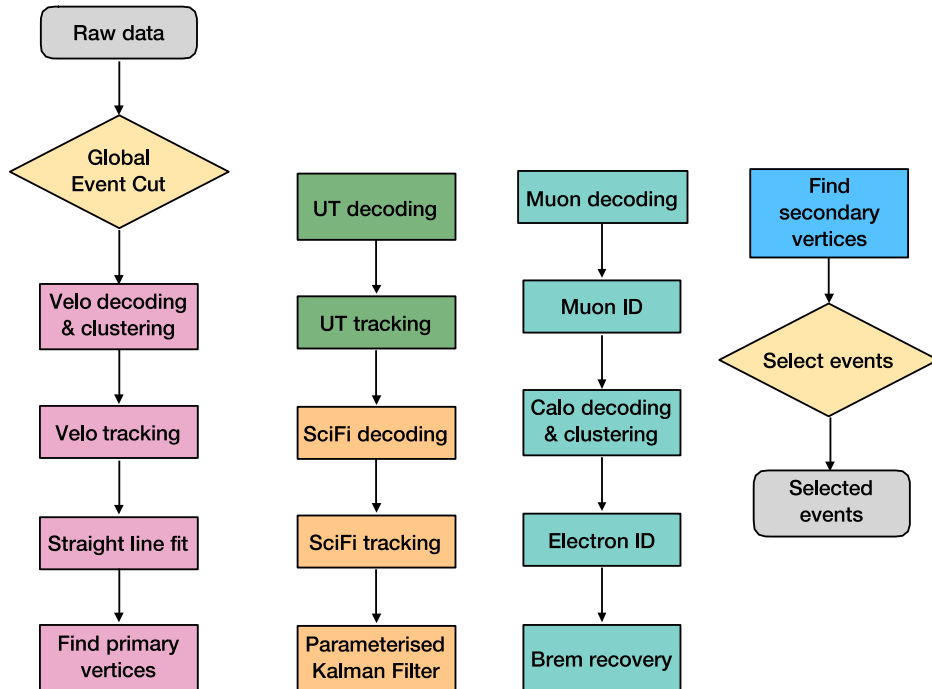 Raw data
Global
Event Cut
Velo decoding
& clustering
Velo tracking
Straight line fit
Find primary
vertices
UT decoding
UT tracking
SciFi decoding
SciFi tracking
Parameterised
Kalman Filter
Muon decoding
Muon ID
Calo decoding
& clustering
Electron ID
Brem recovery
Find
secondary
vertices
Select events
Selected
events